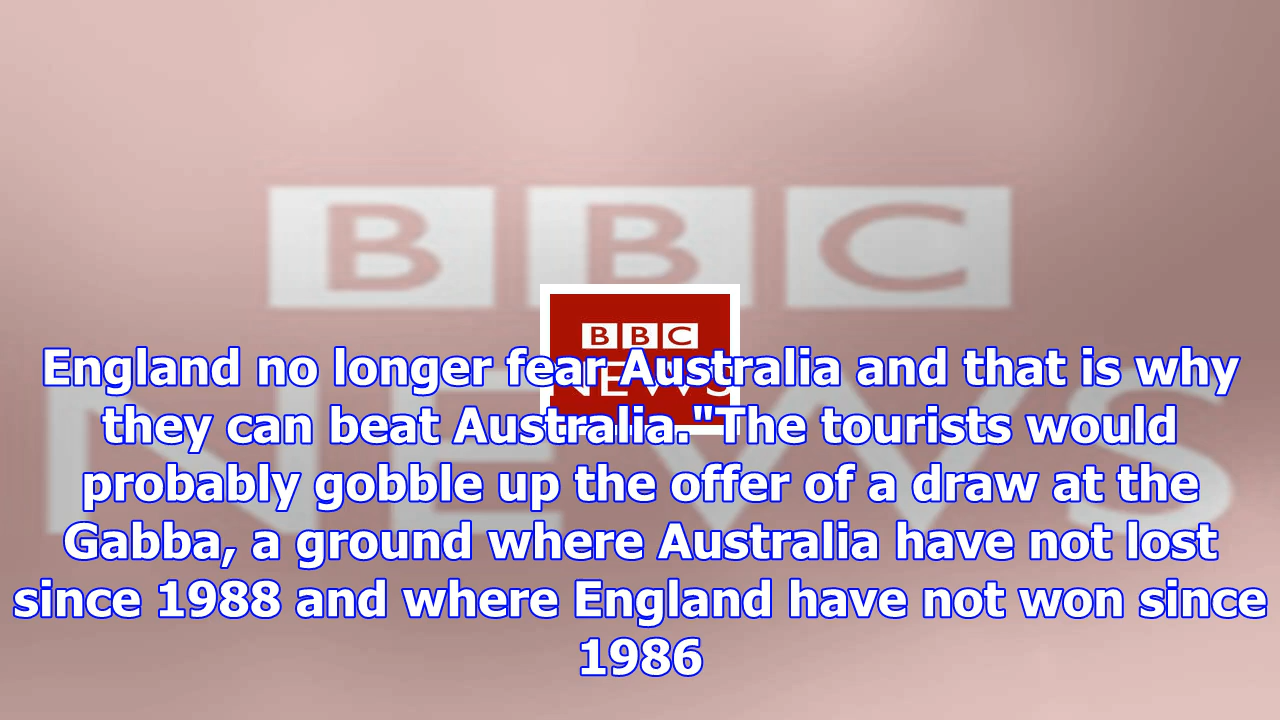 BBC
BBC
NEWS
England no longer fear Australia and that is why
they can beat Australia."The tourists would
probably gobble up the offer of a draw at the
Gabba, a ground where Australia have not lost
since 1988 and where England have not won since
1986
NEWS